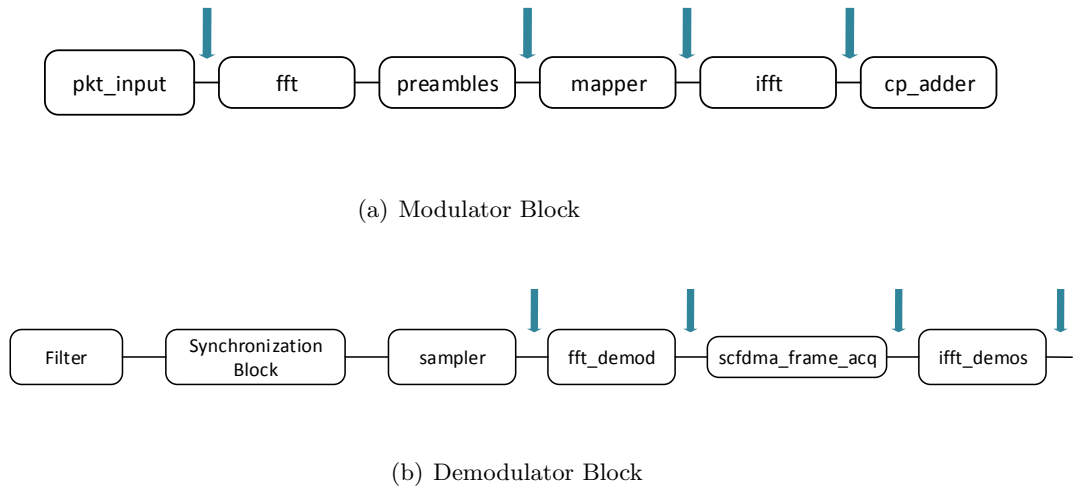 pkt_input
fft
preambles
mapper
ifft
cp_adder
(a) Modulator Block
Filter
Synchronization
Block
sampler
fft_demod
scfdma_frame_acq
ifft_demos
(b) Demodulator Block